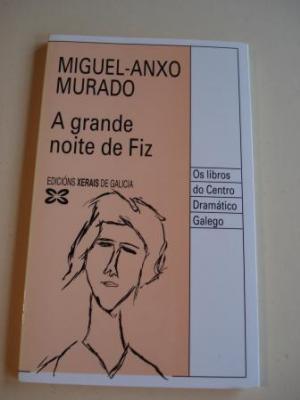 MIGUEL-ANXO
MURADO
A grande
noite de Fiz
EDICIÓNS XERAIS DE GALICIA
Os libros
do Centro
Dramático
Galego